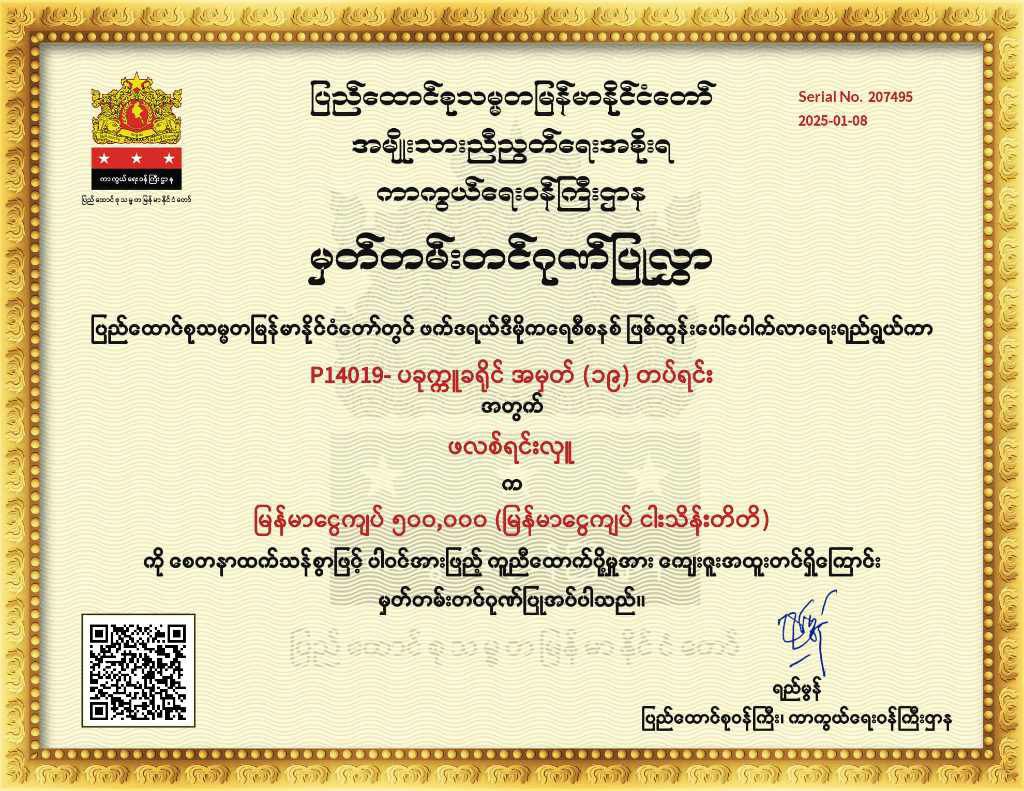 ပြည်ထောင်စုသမ္မတမြန်မာနိုင်ငံတော်
အမျိုးသားညီညွတ်ရေးအစိုးရ
ကာကွယ်ရေးဝန်ကြီးဌာန
Serial No. 207495
2025-01-08
ကာကွယ်ရေးဝန်ကြီးဌာန
ပြည်ထောင်စုသမ္မတမြန်မာနိုင်ငံတော်
မှတ်တမ်းတင်ဂုဏ်ပြုလွှာ
ပြည်ထောင်စုသမ္မတမြန်မာနိုင်ငံတော်တွင် ဖက်ဒရယ်ဒီမိုကရေစီစနစ် ဖြစ်ထွန်းပေါ်ပေါက်လာရေးရည်ရွယ်ကာ
P14019- ပခုက္ကူခရိုင် အမှတ် (၁၉) တပ်ရင်း
အတွက်
ဖလစ်ရင်းလှူ
က
မြန်မာငွေကျပ် ၅၀၀,၀၀၀ (မြန်မာငွေကျပ် ငါးသိန်းတိတိ)
ကို စေတနာထက်သန်စွာဖြင့် ပါဝင်အားဖြည့် ကူညီထောက်ပို့မှုအား ကျေးဇူးအထူးတင်ရှိကြောင်း
မှတ်တမ်းတင်ဂုဏ်ပြုအပ်ပါသည်။
ပြည်ထောင်စုသမ္မတမြန်မာနိုင်ငံတော်
ရည်မွန်
ပြည်ထောင်စုဝန်ကြီး၊ ကာကွယ်ရေးဝန်ကြီးဌာန